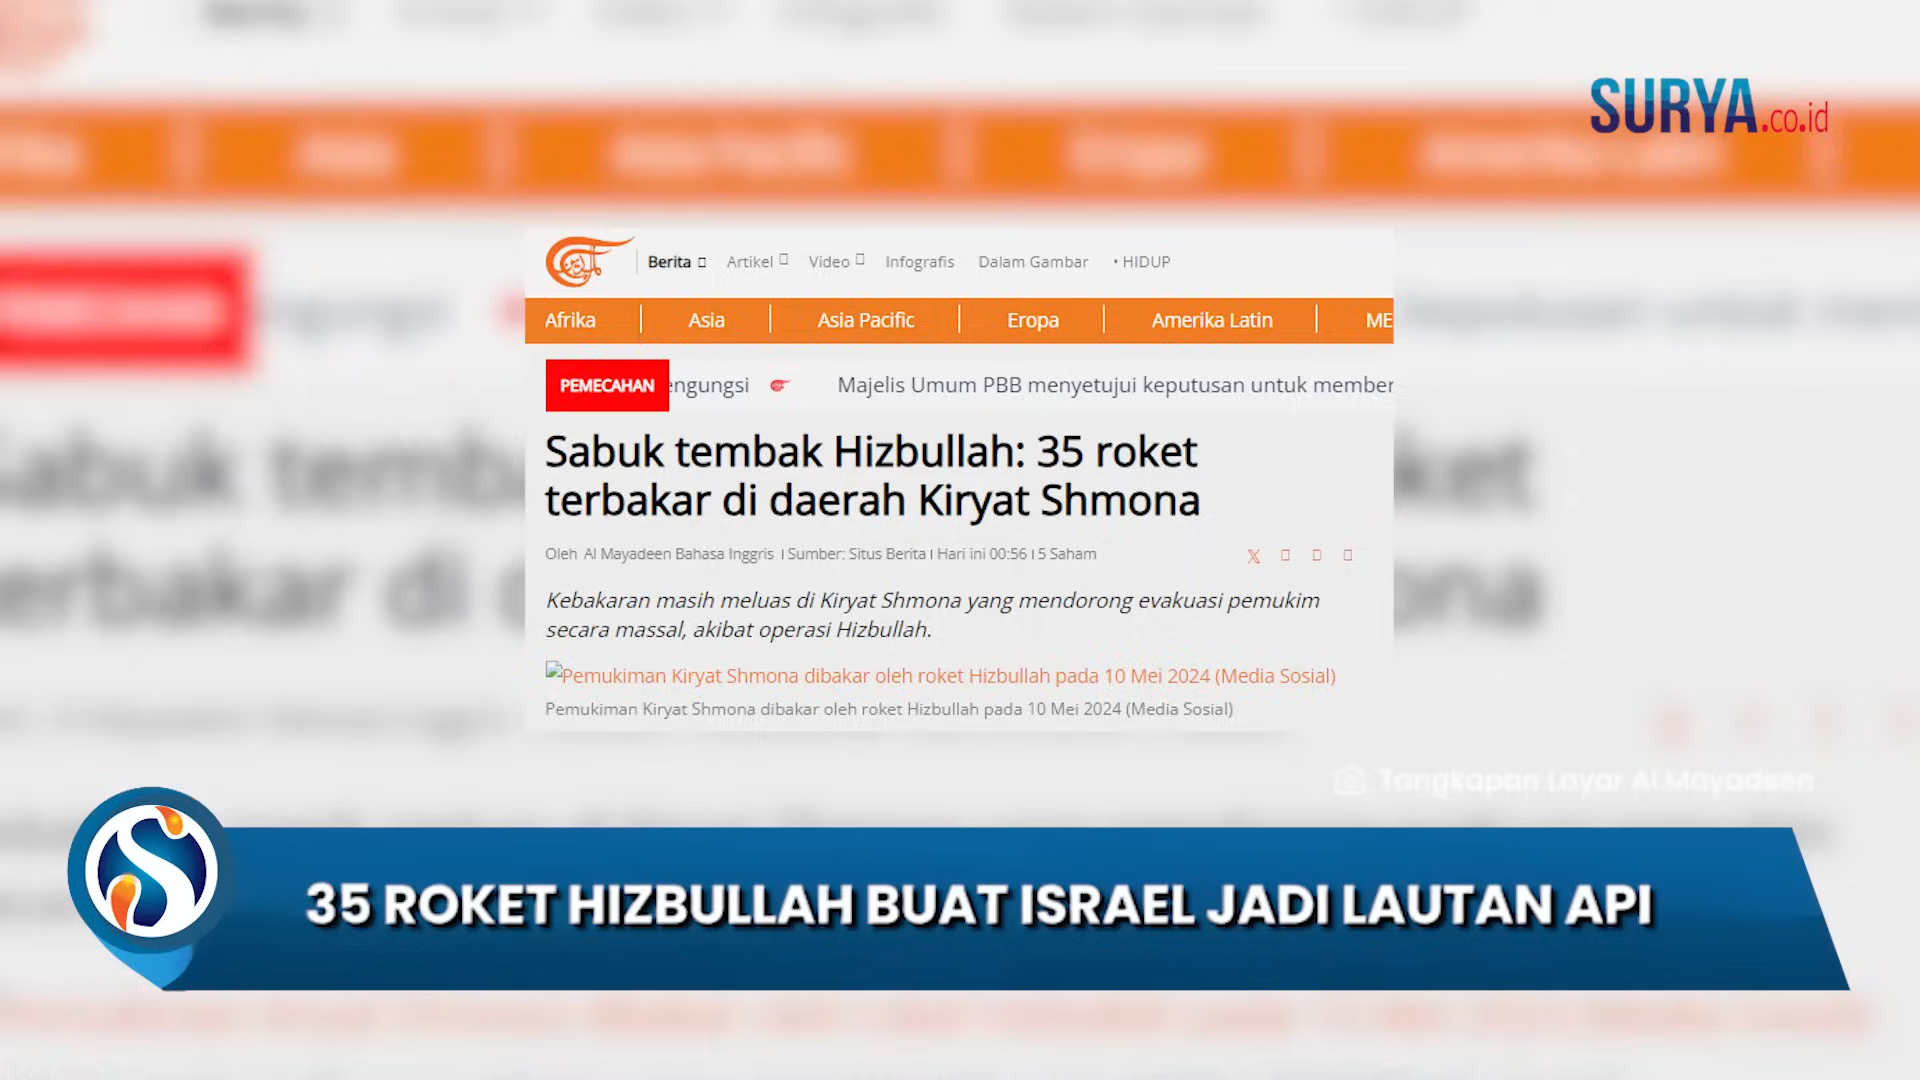 SURYA.co.id
Berita Artikel Video Infografis Dalam Gambar • HIDUP
Afrika Asia Asia Pacific Eropa Amerika Latin ME
PEMECAHAN engungsi Majelis Umum PBB menyetujui keputusan untuk member
Sabuk tembak Hizbullah: 35 roket
terbakar di daerah Kiryat Shmona
Oleh Al Mayadeen Bahasa Inggris | Sumber: Situs Berita | Hari ini 00:56 | 5 Saham
Kebakaran masih meluas di Kiryat Shmona yang mendorong evakuasi pemukim
secara massal, akibat operasi Hizbullah.
Pemukiman Kiryat Shmona dibakar oleh roket Hizbullah pada 10 Mei 2024 (Media Sosial)
Pemukiman Kiryat Shmona dibakar oleh roket Hizbullah pada 10 Mei 2024 (Media Sosial)
Tangkapan Layar Al Mayadeen
35 ROKET HIZBULLAH BUAT ISRAEL JADI LAUTAN API